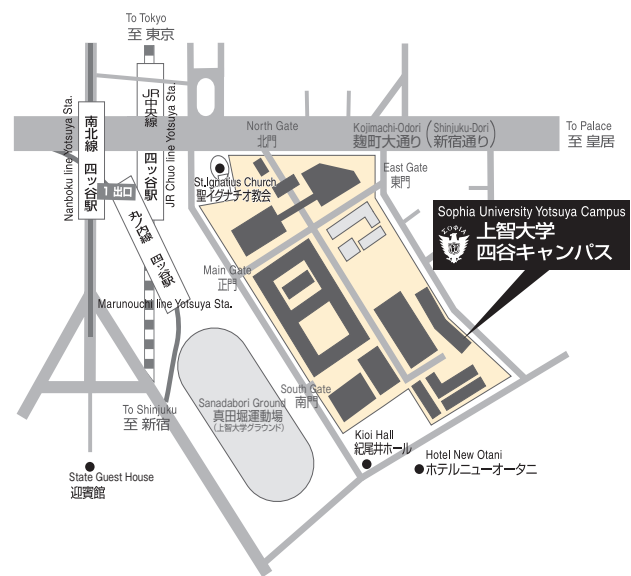 To Tokyo
至 東京
Nanboku line Yotsuya Sta.
南北線 四ッ谷駅
JR中央線 四ッ谷駅
JR Chuo line Yotsuya Sta.
North Gate
北門
Kojimachi-Odori (Shinjuku-Dori)
麹町大通り(新宿通り)
To Palace
至 皇居
East Gate
東門
St.Ignatius Church
聖イグナチオ教会
1 出口
丸ノ内線 四ッ谷駅
Marunouchi line Yotsuya Sta.
Sophia University Yotsuya Campus
ΣΟΦΙΑ
上智大学
四谷キャンパス
Main Gate
正門
South Gate
南門
Sanadabori Ground
真田堀運動場
(上智大学グラウンド)
To Shinjuku
至 新宿
Kioi Hall
紀尾井ホール
Hotel New Otani
ホテルニューオータニ
State Guest House
迎賓館